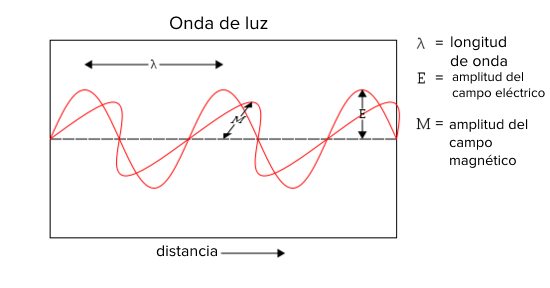 Onda de luz
λ
M
E
λ = longitud
de onda
E = amplitud del
campo eléctrico
M = amplitud del
campo
magnético
distancia